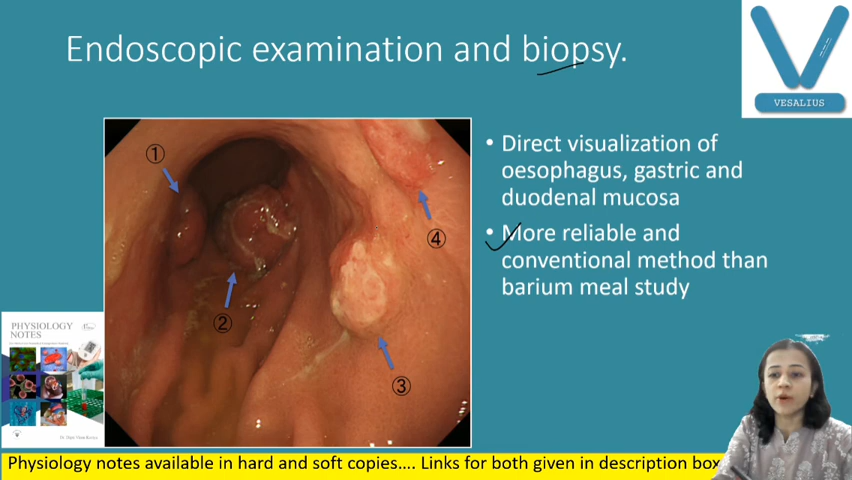 Endoscopic examination and biopsy.
VESALIUS
①
②
③
④
• Direct visualization of
oesophagus, gastric and
duodenal mucosa
• More reliable and
conventional method than
barium meal study
PHYSIOLOGY
NOTES
Physiology notes available in hard and soft copies.... Links for both given in description box